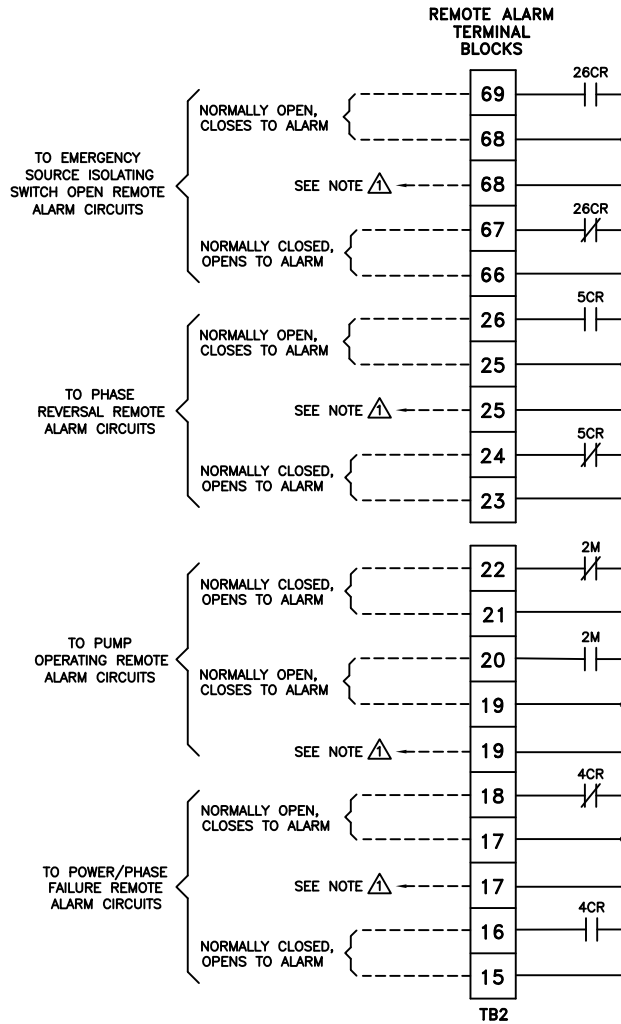 REMOTE ALARM
TERMINAL
BLOCKS
TO EMERGENCY
SOURCE ISOLATING
SWITCH OPEN REMOTE
ALARM CIRCUITS
NORMALLY OPEN,
CLOSES TO ALARM
69
26CR
68
SEE NOTE 1
68
NORMALLY CLOSED,
OPENS TO ALARM
67
26CR
66
TO PHASE
REVERSAL REMOTE
ALARM CIRCUITS
NORMALLY OPEN,
CLOSES TO ALARM
26
5CR
25
SEE NOTE 1
25
NORMALLY CLOSED,
OPENS TO ALARM
24
5CR
23
TO PUMP
OPERATING REMOTE
ALARM CIRCUITS
NORMALLY CLOSED,
OPENS TO ALARM
22
2M
21
NORMALLY OPEN,
CLOSES TO ALARM
20
2M
19
SEE NOTE 1
19
TO POWER/PHASE
FAILURE REMOTE
ALARM CIRCUITS
NORMALLY OPEN,
CLOSES TO ALARM
18
4CR
17
SEE NOTE 1
17
NORMALLY CLOSED,
OPENS TO ALARM
16
4CR
15
TB2